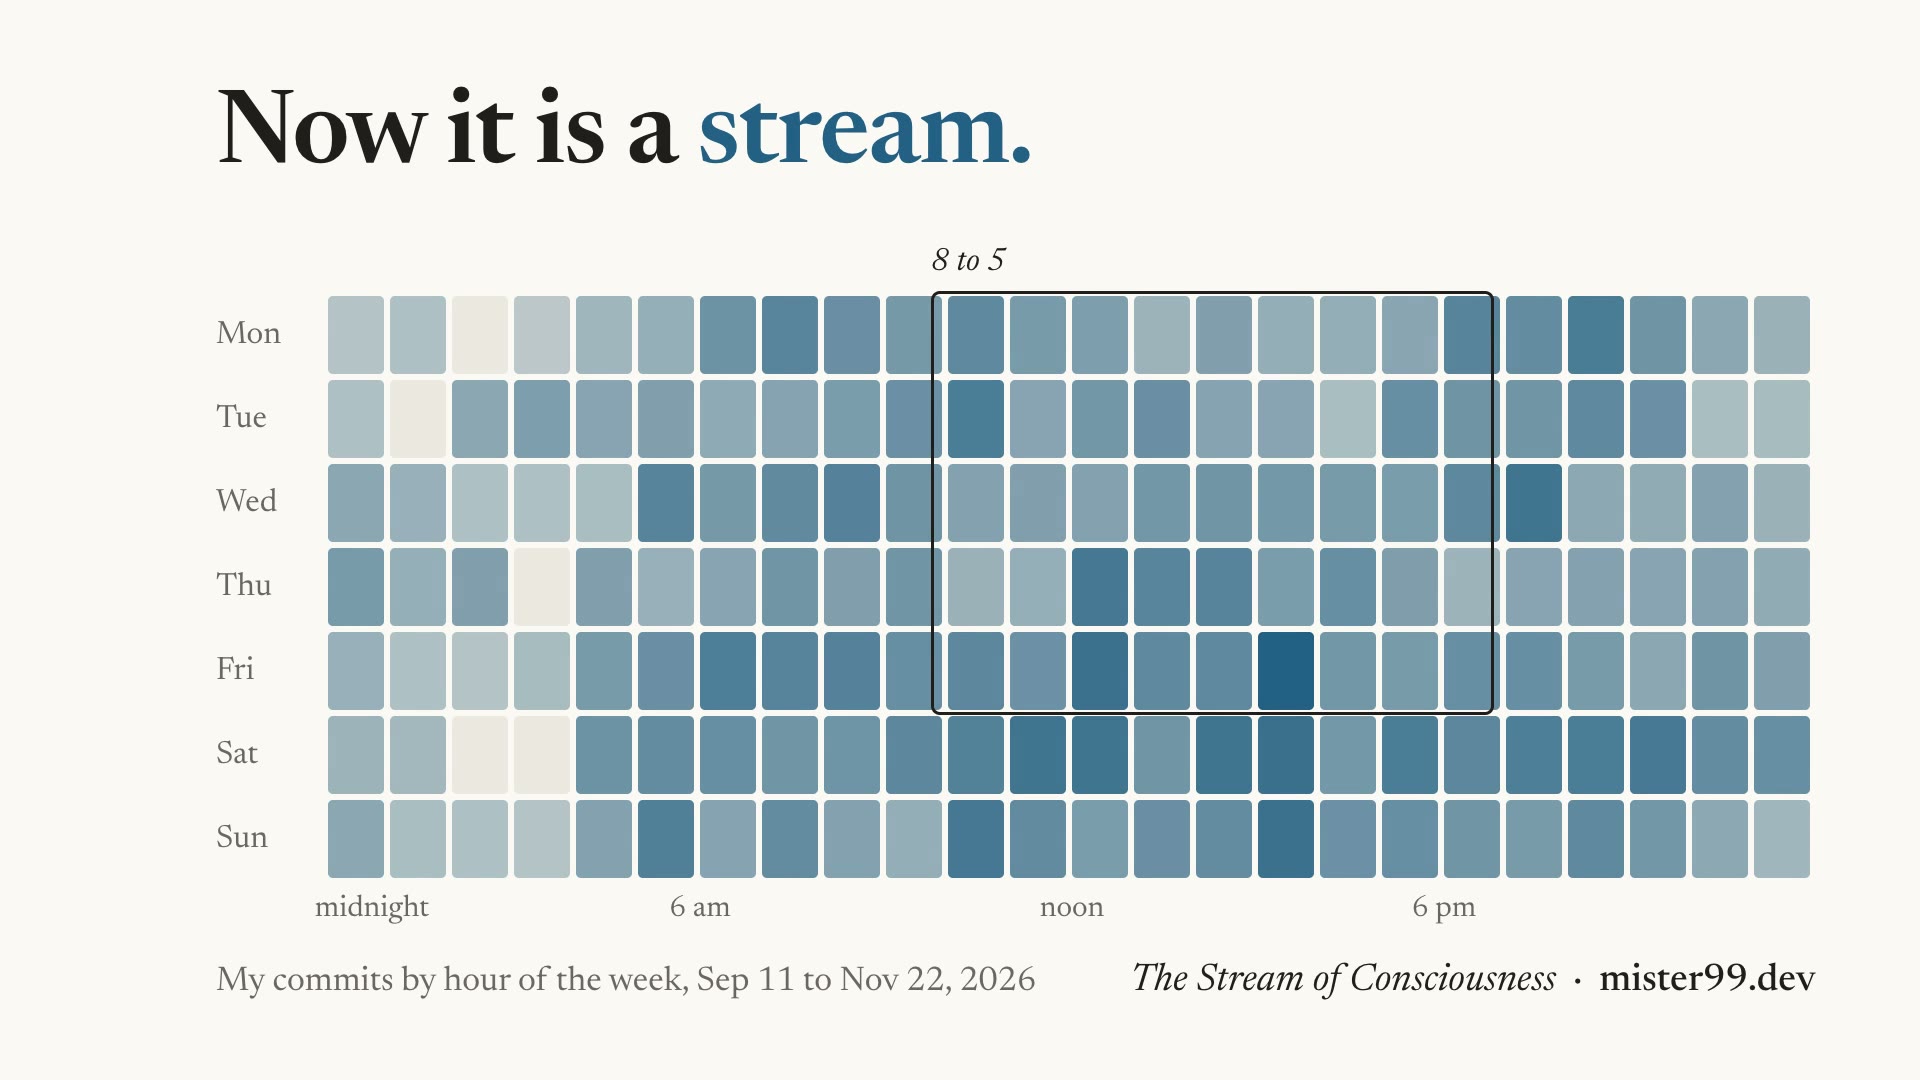 Now it is a stream.
8 to 5
Mon
Tue
Wed
Thu
Fri
Sat
Sun
midnight 6 am noon 6 pm
My commits by hour of the week, Sep 11 to Nov 22, 2026
The Stream of Consciousness · mister99.dev